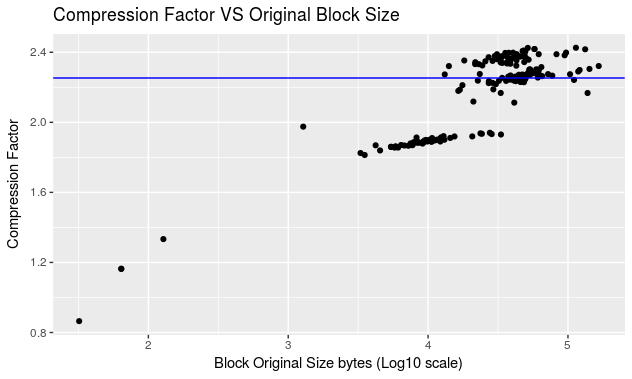 Compression Factor VS Original Block Size
Compression Factor
2.4
2.0
1.6
1.2
0.8
2 3 4 5
Block Original Size bytes (Log10 scale)